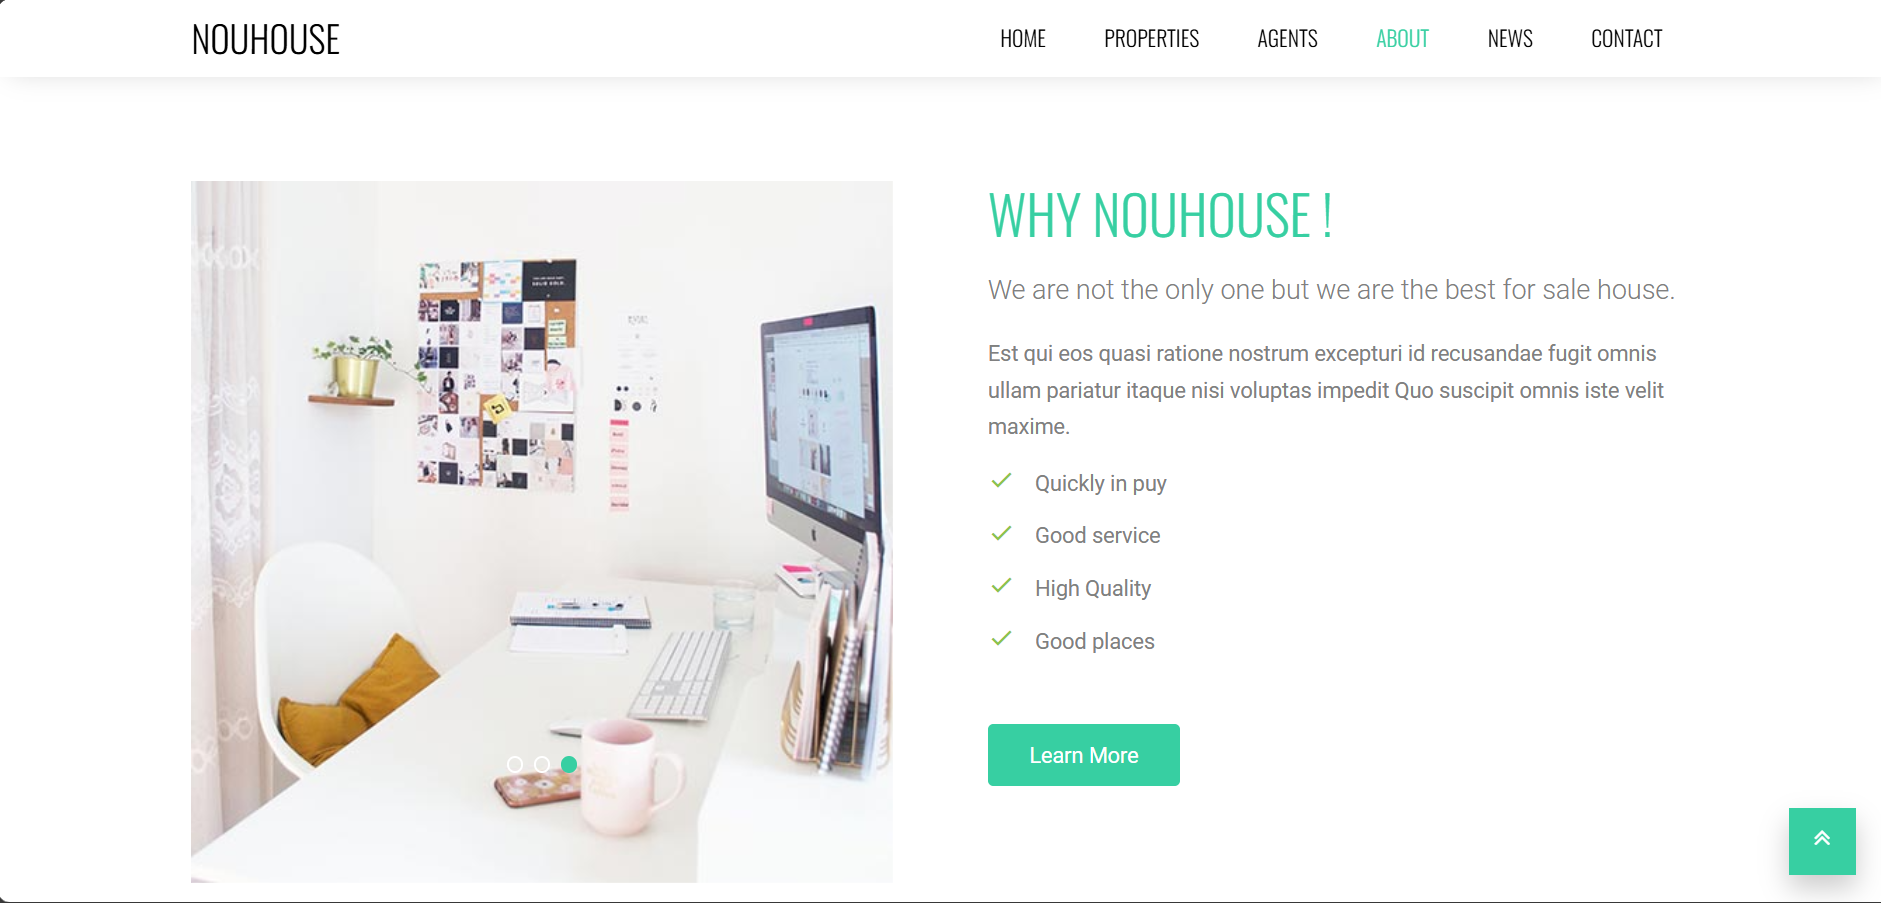 NOUHOUSE
HOME
PROPERTIES
AGENTS
ABOUT
NEWS
CONTACT
WHY NOUHOUSE !
We are not the only one but we are the best for sale house.
Est qui eos quasi ratione nostrum excepturi id recusandae fugit omnis
ullam pariatur itaque nisi voluptas impedit Quo suscipit omnis iste velit
maxime.
Quickly in puy
Good service
High Quality
Good places
Learn More